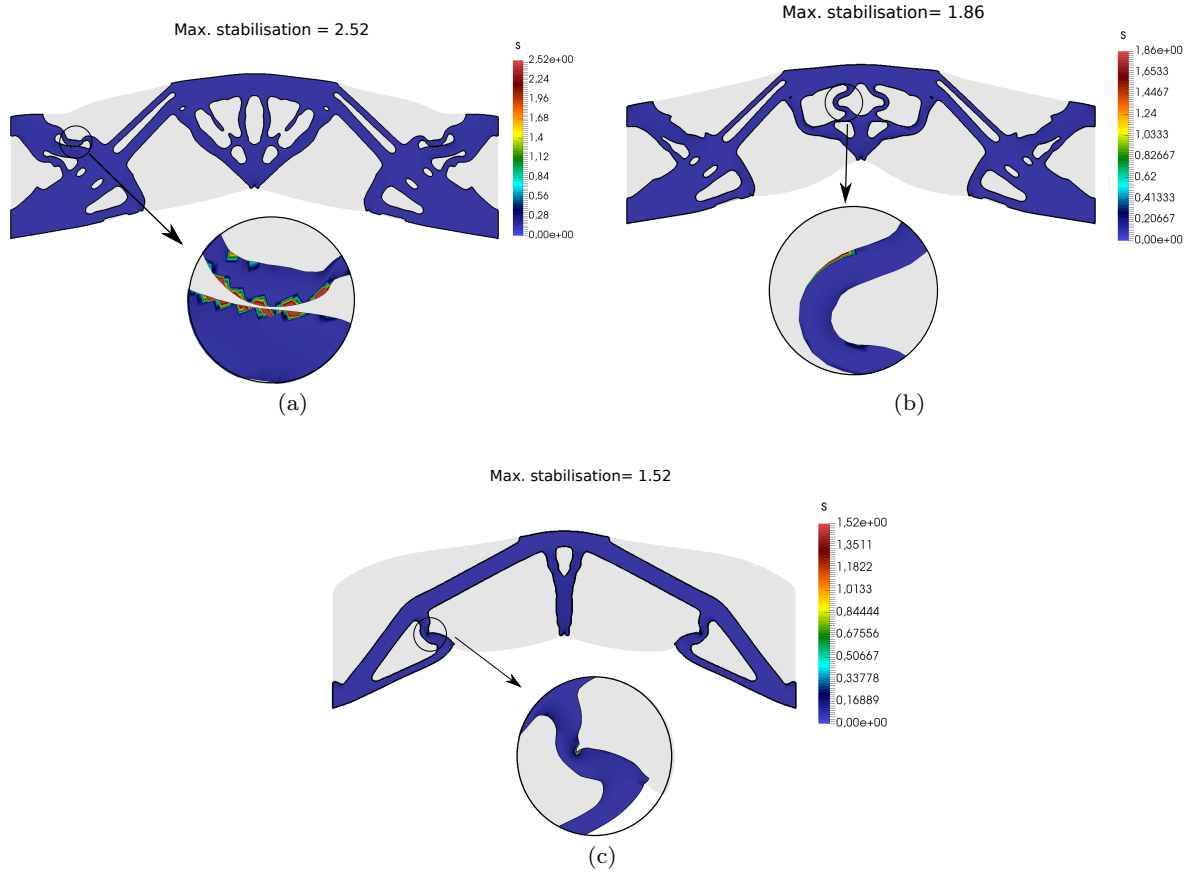 Max. stabilisation = 2.52
s
2,52e+00
2.24
1.96
1.68
1.4
1.12
0.84
0.56
0.28
0,00e+00
(a)
Max. stabilisation= 1.86
s
1,86e+00
1.6533
1.4467
1.24
1,0333
0,82667
0.62
0,41333
0,20667
0,00e+00
(b)
Max. stabilisation= 1.52
s
1,52e+00
1,3511
1,1822
1,0133
0,84444
0,67556
0,50667
0,33778
0,16889
0,00e+00
(c)